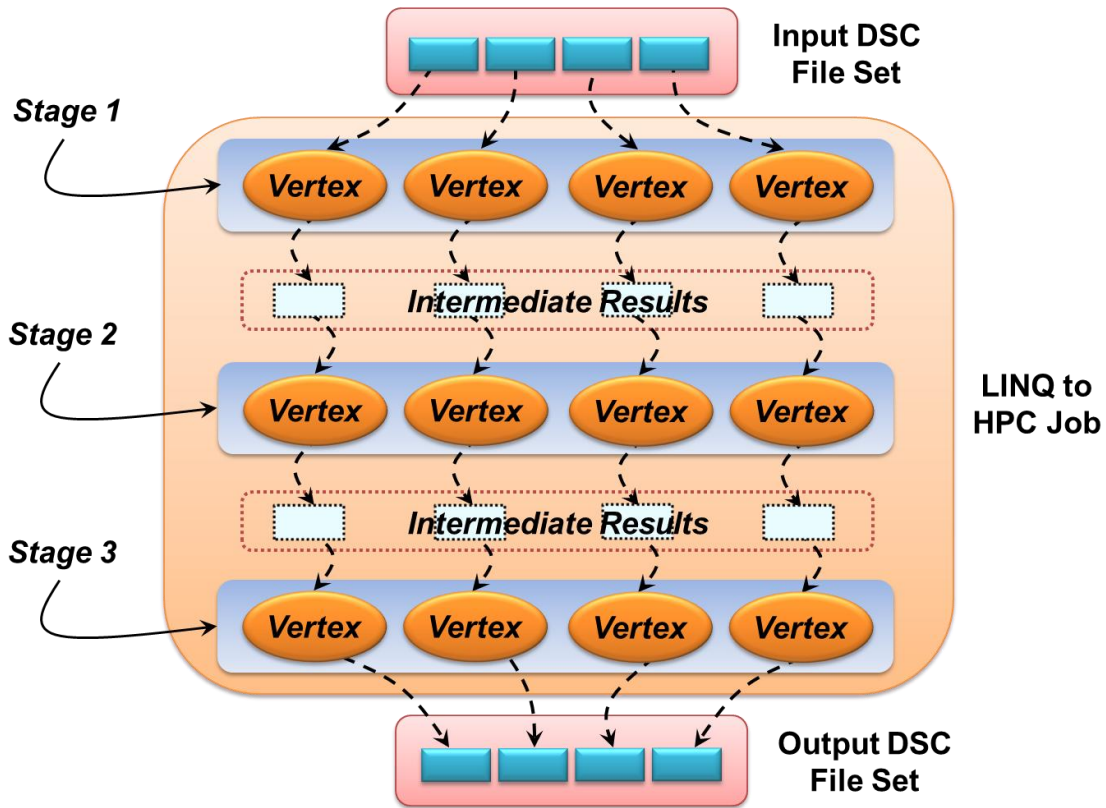 Input DSC
File Set
Stage 1
Vertex Vertex Vertex Vertex
Intermediate Results
Stage 2
Vertex Vertex Vertex Vertex
LINQ to
HPC Job
Intermediate Results
Stage 3
Vertex Vertex Vertex Vertex
Output DSC
File Set